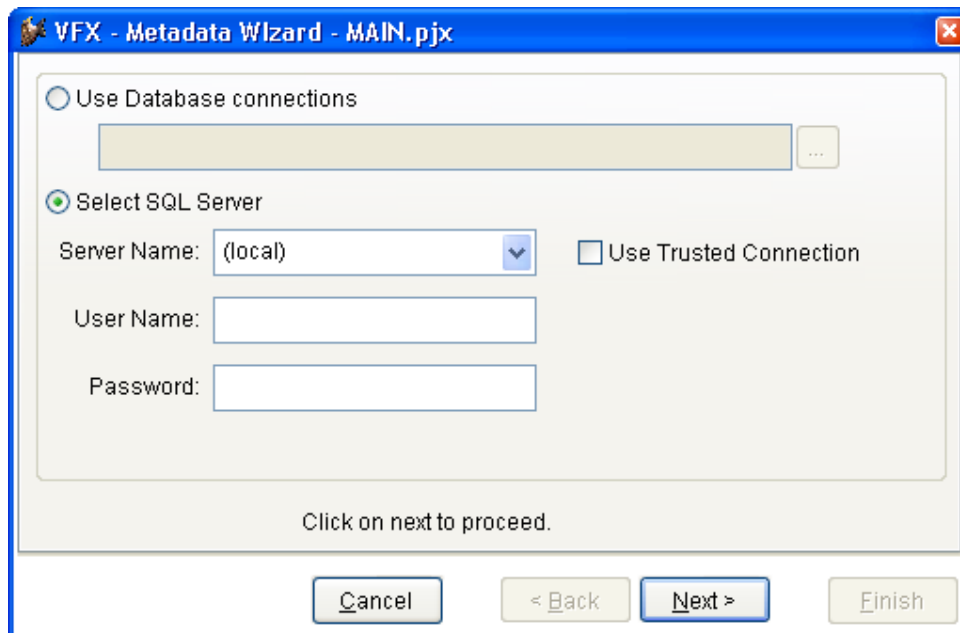 VFX - Metadata WIzard - MAIN.pjx
Use Database connections
...
Select SQL Server
Server Name: (local) Use Trusted Connection
User Name:
Password:
Click on next to proceed.
Cancel < Back Next > Finish